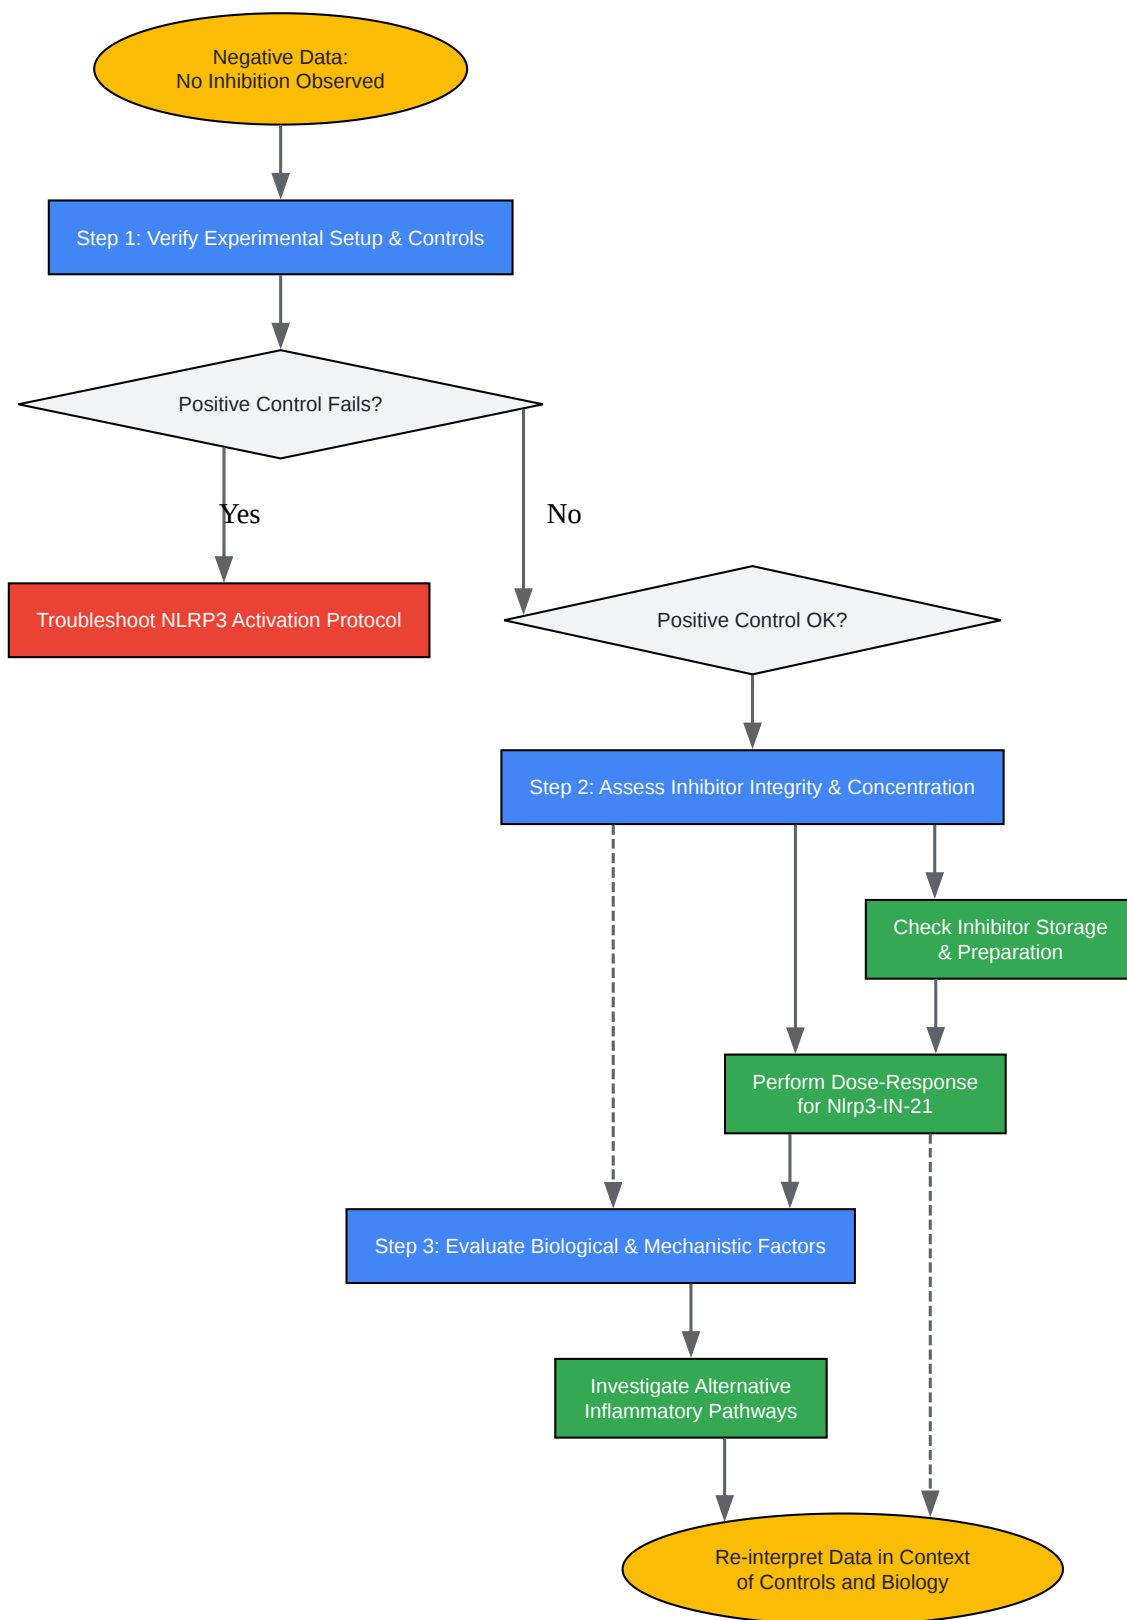 Negative Data:
No Inhibition Observed
Step 1: Verify Experimental Setup & Controls
Positive Control Fails?
Yes
No
Troubleshoot NLRP3 Activation Protocol
Positive Control OK?
Step 2: Assess Inhibitor Integrity & Concentration
Check Inhibitor Storage
& Preparation
Perform Dose-Response
for Nlrp3-IN-21
Step 3: Evaluate Biological & Mechanistic Factors
Investigate Alternative
Inflammatory Pathways
Re-interpret Data in Context
of Controls and Biology